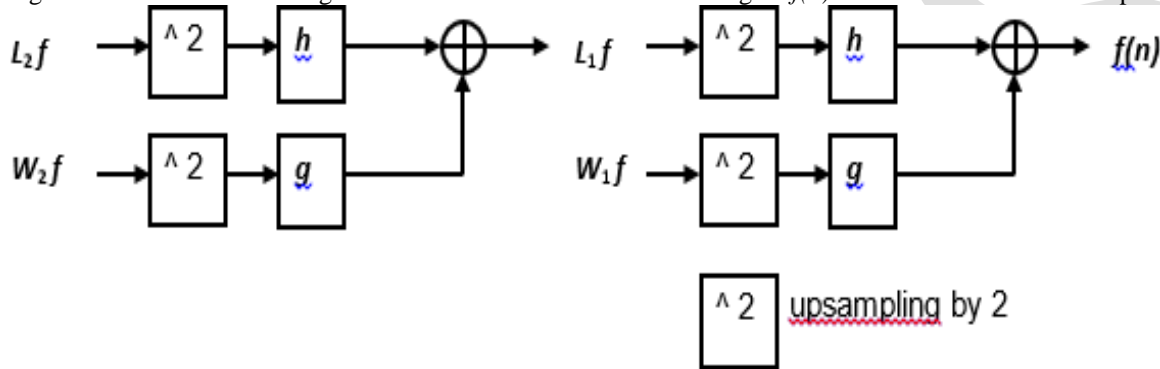 L₂f ^ 2 h L₁f ^ 2 h f(n)
W₂f ^ 2 g W₁f ^ 2 g
^ 2 upsampling by 2